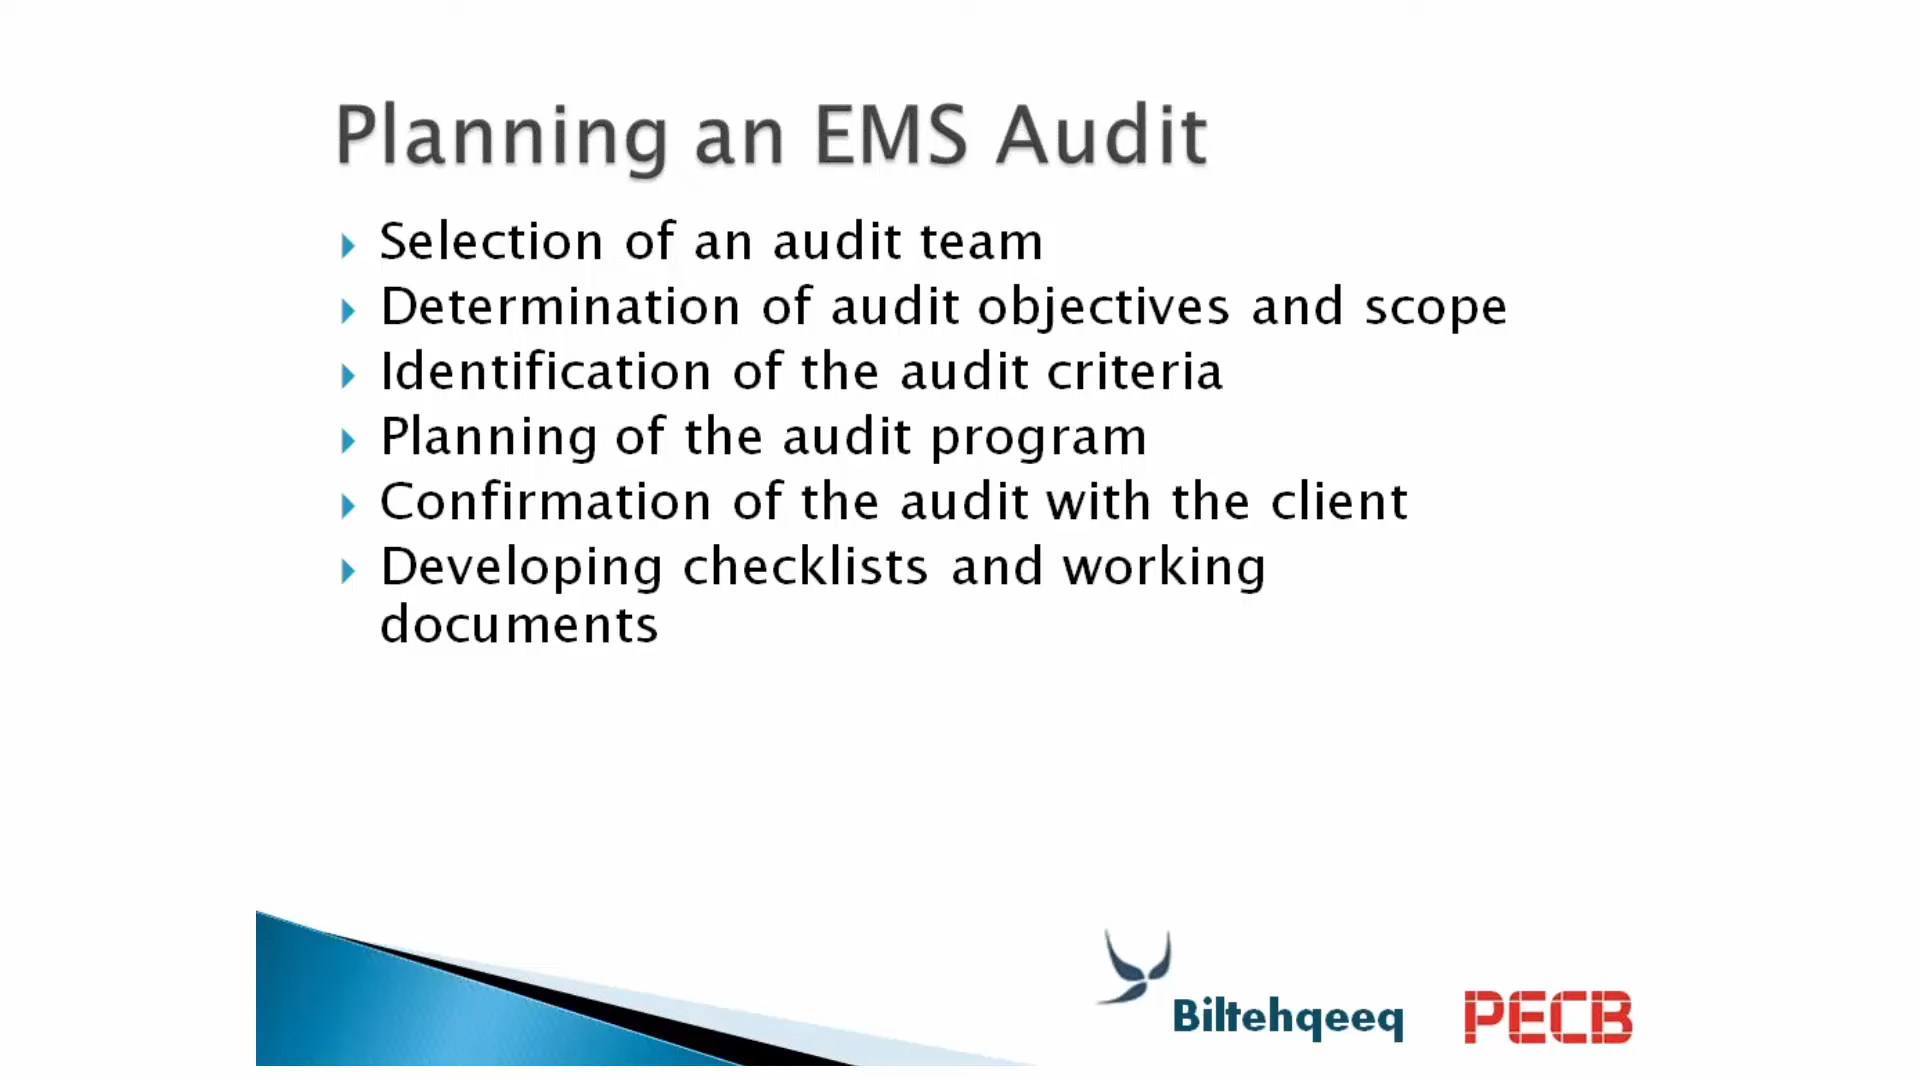 Planning an EMS Audit
Selection of an audit team
Determination of audit objectives and scope
Identification of the audit criteria
Planning of the audit program
Confirmation of the audit with the client
Developing checklists and working
documents
Biltehqeeq
PECB